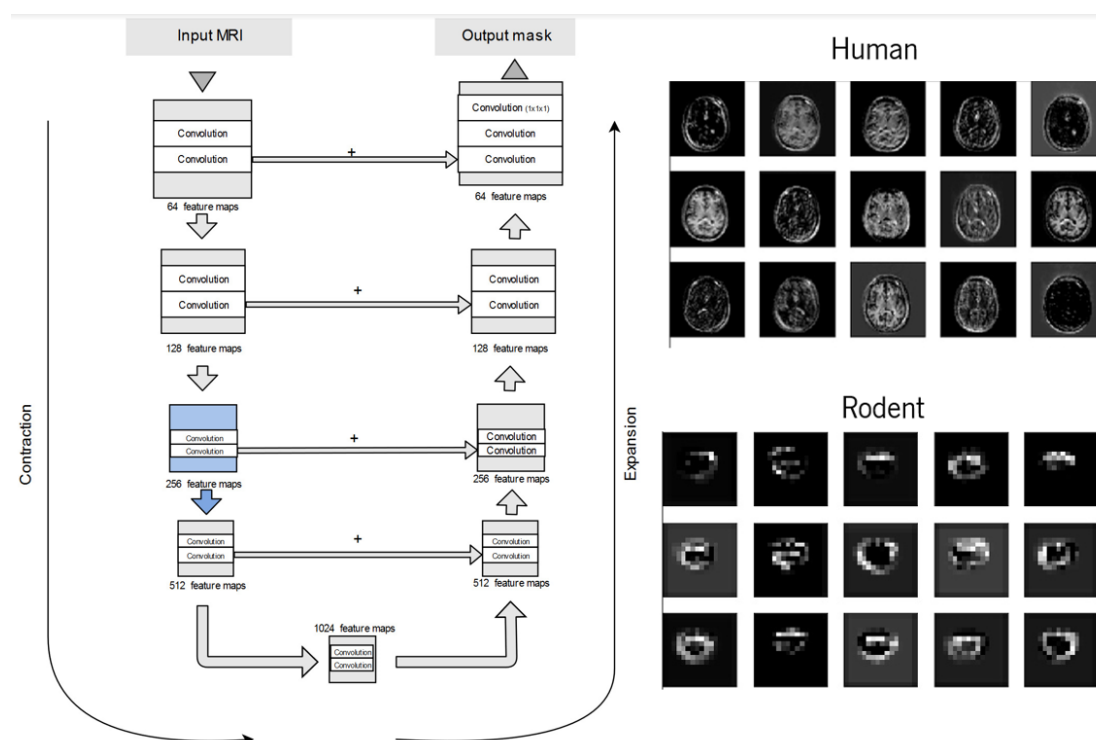 Input MRI
Output mask
Convolution
Convolution
64 feature maps
+
Convolution (1x1x1)
Convolution
Convolution
64 feature maps
Convolution
Convolution
128 feature maps
+
Convolution
Convolution
128 feature maps
Convolution
Convolution
256 feature maps
+
Convolution
Convolution
256 feature maps
Convolution
Convolution
512 feature maps
+
Convolution
Convolution
512 feature maps
1024 feature maps
Convolution
Convolution
Contraction
Expansion
Human
Rodent